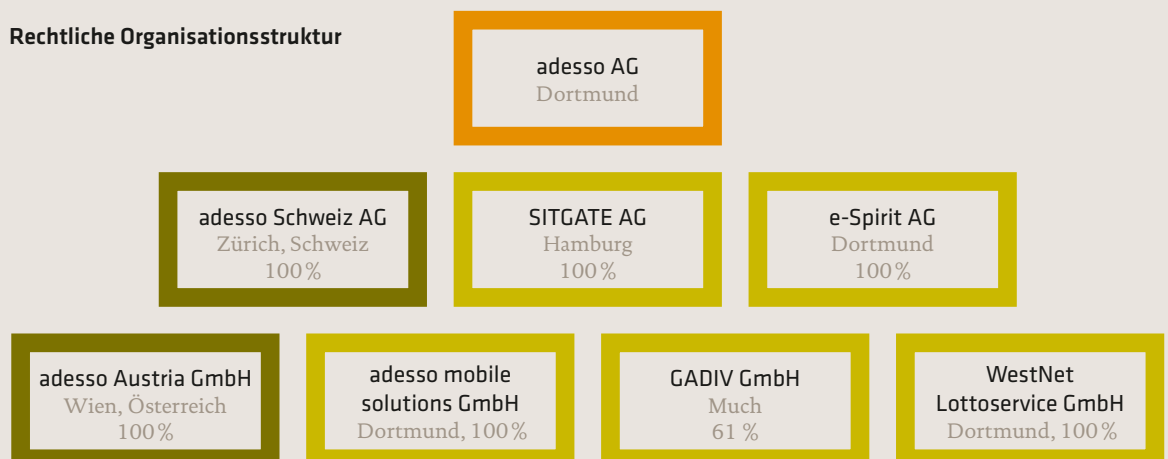 Rechtliche Organisationsstruktur
adesso AG
Dortmund
adesso Schweiz AG
Zürich, Schweiz
100 %
SITGATE AG
Hamburg
100 %
e-Spirit AG
Dortmund
100 %
adesso Austria GmbH
Wien, Österreich
100 %
adesso mobile
solutions GmbH
Dortmund, 100 %
GADIV GmbH
Much
61 %
WestNet
Lottoservice GmbH
Dortmund, 100 %